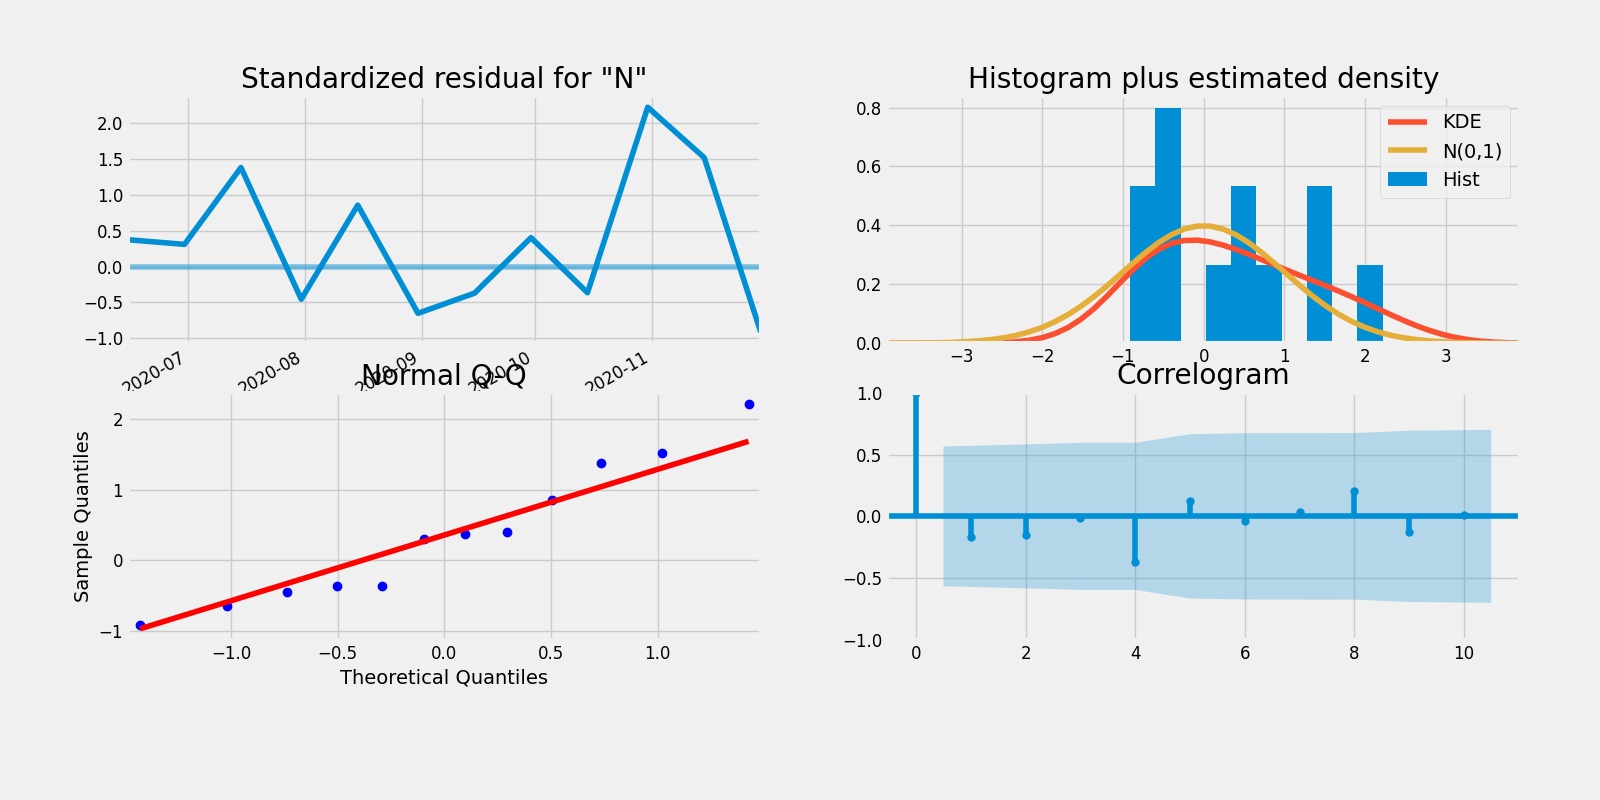 Standardized residual for "N"
2.0
1.5
1.0
0.5
0.0
−0.5
−1.0
2020-07
2020-08
2020-09
2020-10
2020-11
Histogram plus estimated density
0.8
0.6
0.4
0.2
0.0
KDE
N(0,1)
Hist
−3 −2 −1 0 1 2 3
Normal Q-Q
Sample Quantiles
2
1
0
−1
−1.0 −0.5 0.0 0.5 1.0
Theoretical Quantiles
Correlogram
1.0
0.5
0.0
−0.5
−1.0
0 2 4 6 8 10